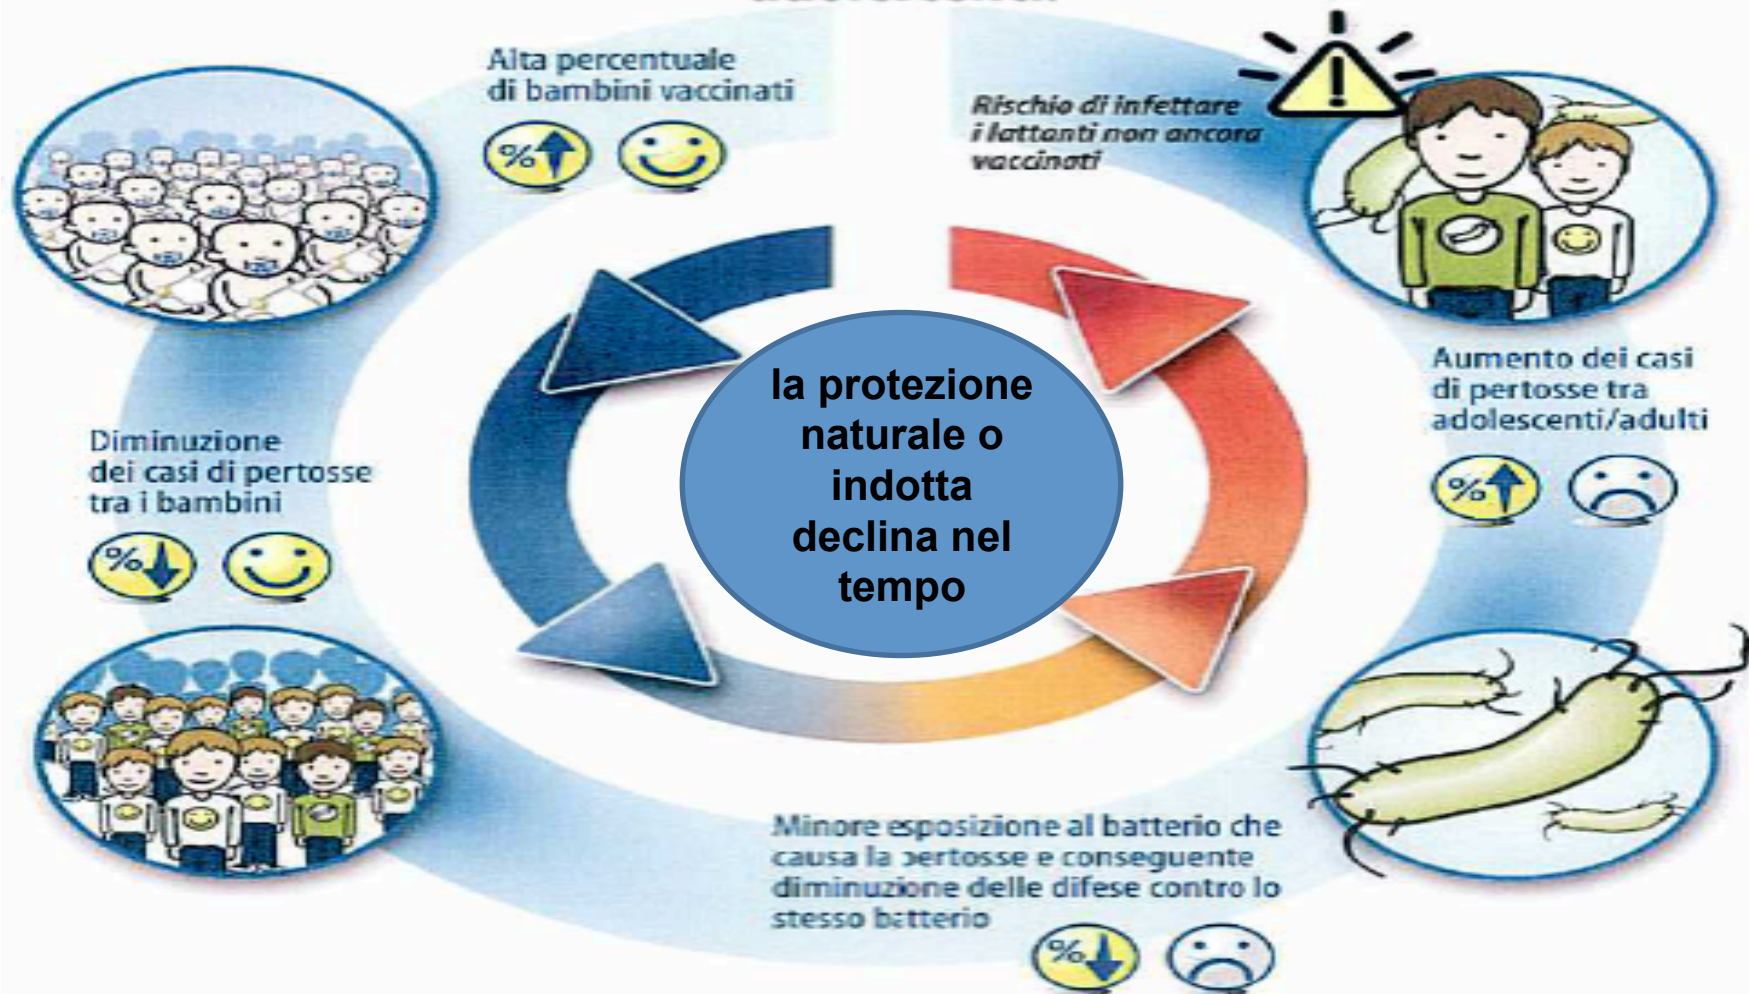 Alta percentuale
di bambini vaccinati
%
Rischio di infettare
i lattanti non ancora
vaccinati
!
la protezione
naturale o
indotta
declina nel
tempo
Aumento dei casi
di pertosse tra
adolescenti/adulti
%
Diminuzione
dei casi di pertosse
tra i bambini
%
Minore esposizione al batterio che
causa la pertosse e conseguente
diminuzione delle difese contro lo
stesso batterio
%